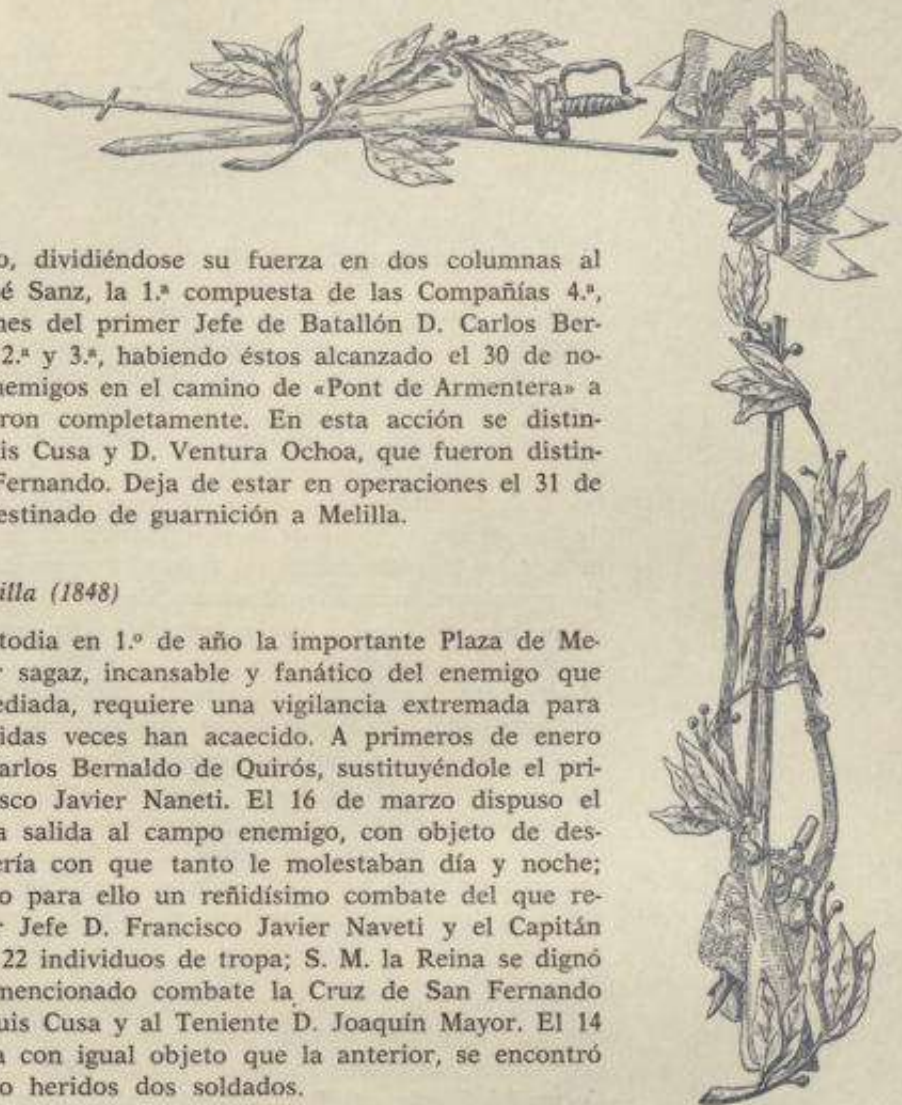 o, dividiéndose su fuerza en dos columnas al
é Sanz, la 1.ª compuesta de las Compañías 4.ª,
nes del primer Jefe de Batallón D. Carlos Ber-
2.ª y 3.ª, habiendo éstos alcanzado el 30 de no-
nemigos en el camino de «Pont de Armentera» a
ron completamente. En esta acción se distin-
is Cusa y D. Ventura Ochoa, que fueron distin-
Fernando. Deja de estar en operaciones el 31 de
estinado de guarnición a Melilla.
illa (1848)
todia en 1.º de año la importante Plaza de Me-
r sagaz, incansable y fanático del enemigo que
ediada, requiere una vigilancia extremada para
idas veces han acaecido. A primeros de enero
arlos Bernaldo de Quirós, sustituyéndole el pri-
sco Javier Naneti. El 16 de marzo dispuso el
a salida al campo enemigo, con objeto de des-
ería con que tanto le molestaban día y noche;
o para ello un reñidísimo combate del que re-
r Jefe D. Francisco Javier Naveti y el Capitán
22 individuos de tropa; S. M. la Reina se dignó
mencionado combate la Cruz de San Fernando
uis Cusa y al Teniente D. Joaquín Mayor. El 14
a con igual objeto que la anterior, se encontró
o heridos dos soldados.